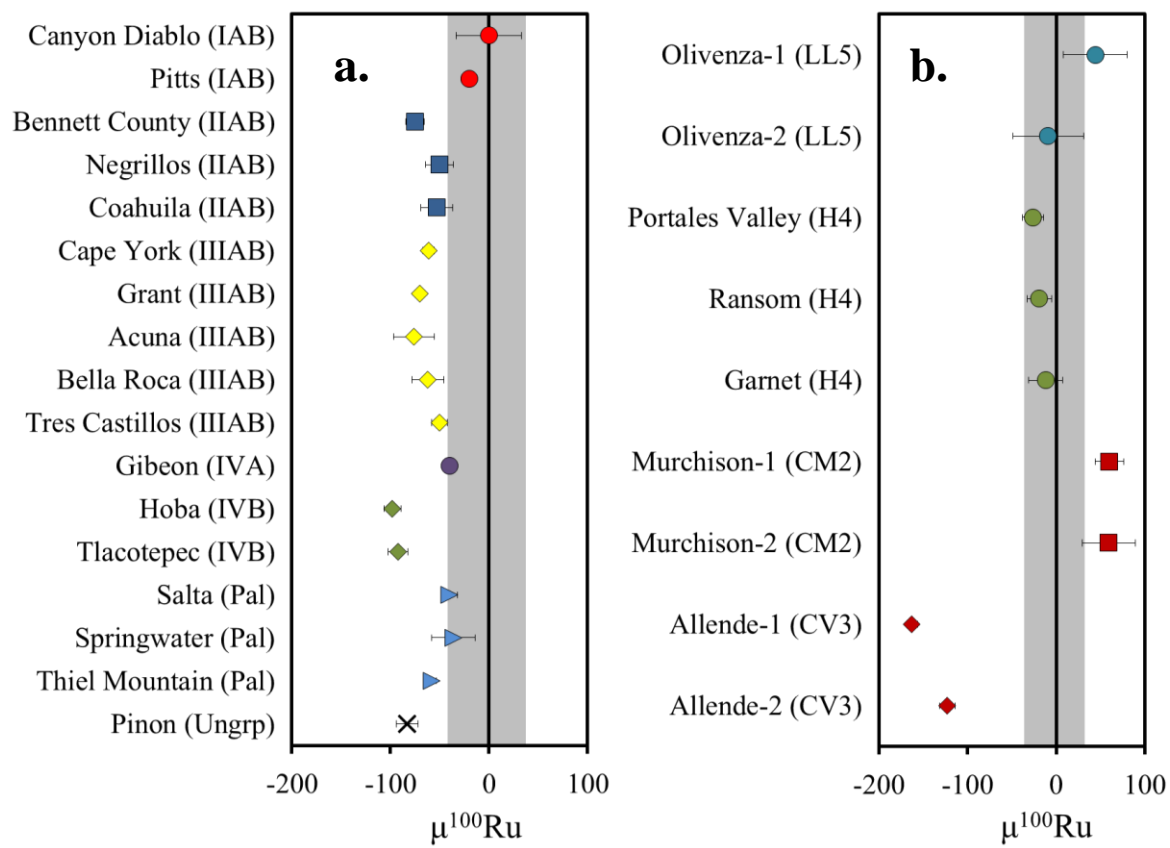 a.
Canyon Diablo (IAB)
Pitts (IAB)
Bennett County (IIAB)
Negrillos (IIAB)
Coahuila (IIAB)
Cape York (IIIAB)
Grant (IIIAB)
Acuna (IIIAB)
Bella Roca (IIIAB)
Tres Castillos (IIIAB)
Gibeon (IVA)
Hoba (IVB)
Tlacotepec (IVB)
Salta (Pal)
Springwater (Pal)
Thiel Mountain (Pal)
Pinon (Ungrp)
-200 -100 0 100
μ¹⁰⁰Ru
b.
Olivenza-1 (LL5)
Olivenza-2 (LL5)
Portales Valley (H4)
Ransom (H4)
Garnet (H4)
Murchison-1 (CM2)
Murchison-2 (CM2)
Allende-1 (CV3)
Allende-2 (CV3)
-200 -100 0 100
μ¹⁰⁰Ru